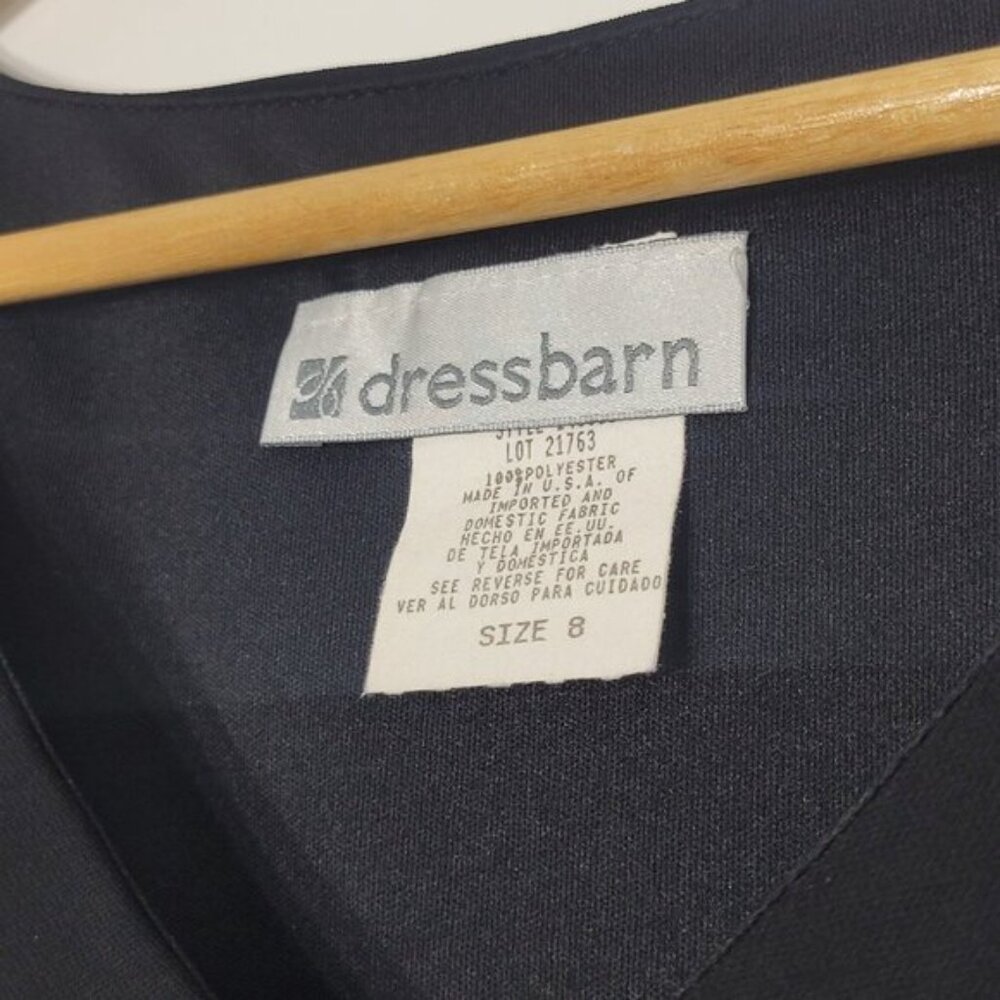 dressbarn
STYLE
LOT 21763
100% POLYESTER
MADE IN U.S.A. OF
IMPORTED AND
DOMESTIC FABRIC
HECHO EN EE.UU.
DE TELA IMPORTADA
Y DOMESTICA
SEE REVERSE FOR CARE
VER AL DORSO PARA CUIDADO
SIZE 8